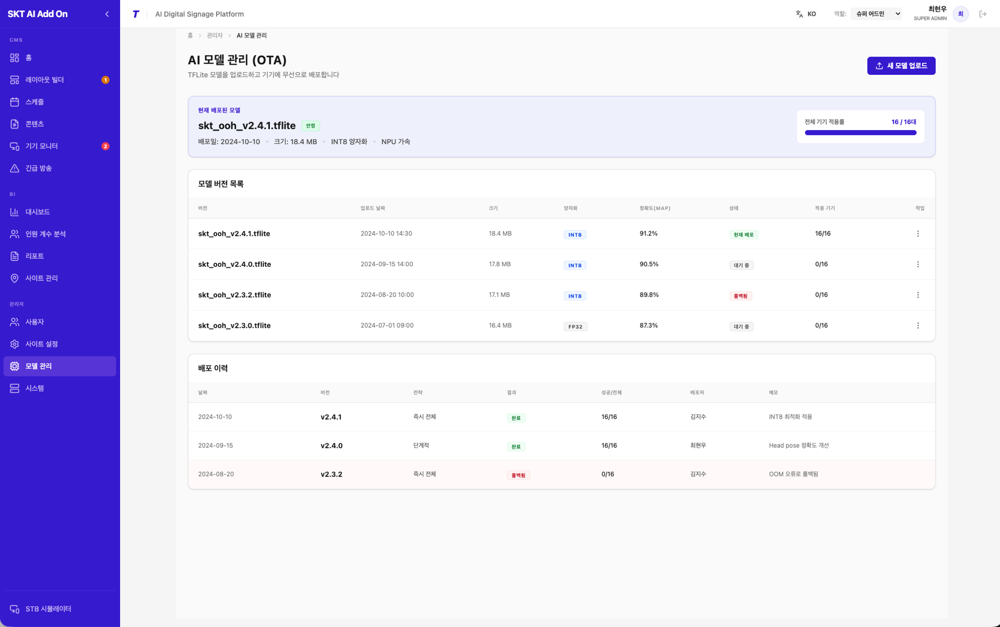 SKT AI Add On
T
AI Digital Signage Platform
KO
역할:
슈퍼 어드민
최현우
SUPER ADMIN
최
CMS
홈
레이아웃 빌더
1
스케줄
콘텐츠
기기 모니터
2
긴급 방송
BI
대시보드
인원 계수 분석
리포트
사이트 관리
관리자
사용자
사이트 설정
모델 관리
시스템
STB 시뮬레이터
홈 > 관리자 > AI 모델 관리
AI 모델 관리 (OTA)
TFLite 모델을 업로드하고 기기에 무선으로 배포합니다
새 모델 업로드
현재 배포된 모델
skt_ooh_v2.4.1.tflite 안정
배포일: 2024-10-10 • 크기: 18.4 MB • INT8 양자화 • NPU 가속
전체 기기 적용률 16 / 16대
모델 버전 목록
버전 업로드 날짜 크기 양자화 정확도(MAP) 상태 적용 기기 작업
skt_ooh_v2.4.1.tflite 2024-10-10 14:30 18.4 MB INT8 91.2% 현재 배포 16/16
skt_ooh_v2.4.0.tflite 2024-09-15 14:00 17.8 MB INT8 90.5% 대기 중 0/16
skt_ooh_v2.3.2.tflite 2024-08-20 10:00 17.1 MB INT8 89.8% 롤백됨 0/16
skt_ooh_v2.3.0.tflite 2024-07-01 09:00 16.4 MB FP32 87.3% 대기 중 0/16
배포 이력
날짜 버전 전략 결과 성공/전체 배포자 메모
2024-10-10 v2.4.1 즉시 전체 완료 16/16 김지수 INT8 최적화 적용
2024-09-15 v2.4.0 단계적 완료 16/16 최현우 Head pose 정확도 개선
2024-08-20 v2.3.2 즉시 전체 롤백됨 0/16 김지수 OOM 오류로 롤백됨